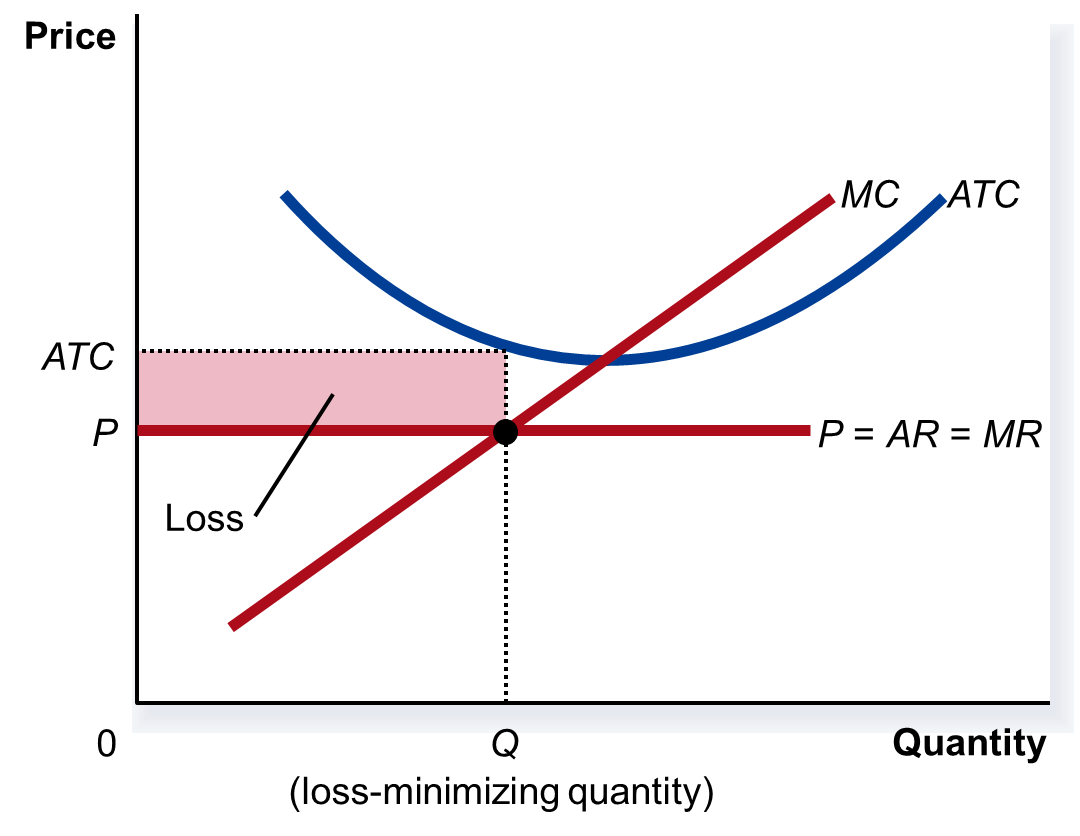 Price
MC
ATC
ATC
P
P = AR = MR
Loss
0
Q
Quantity
(loss-minimizing quantity)